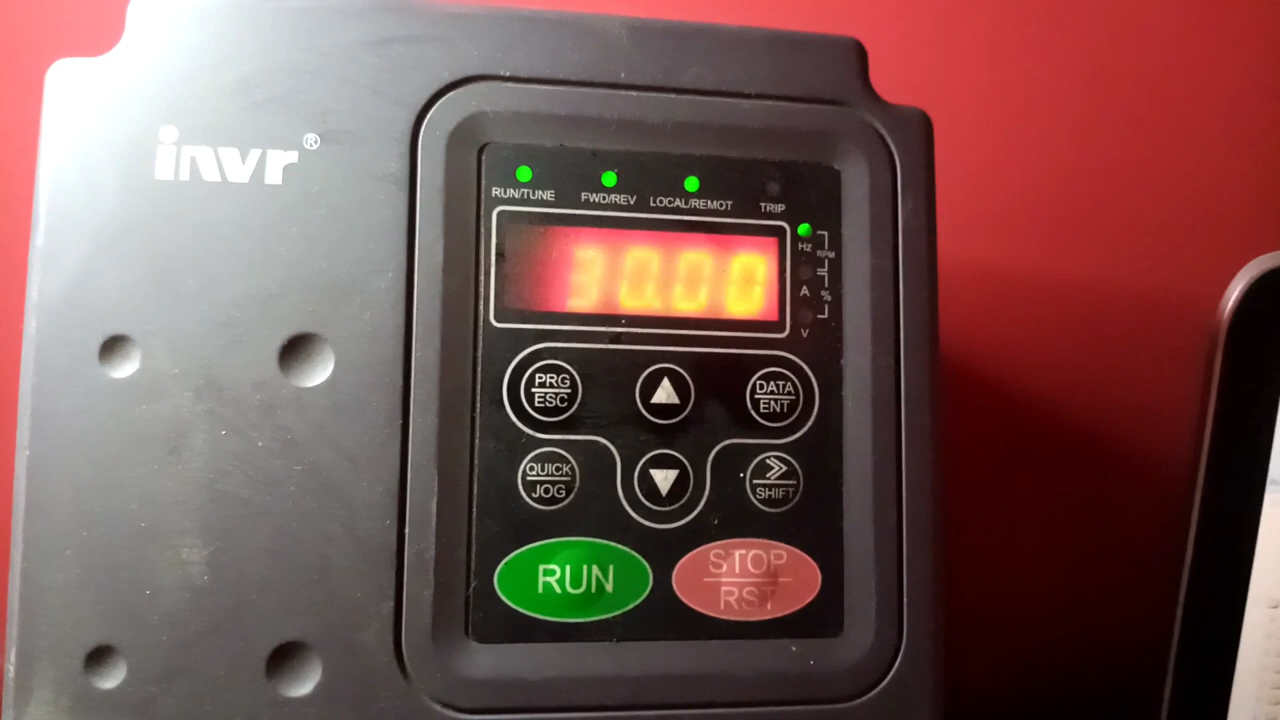 invr®
RUN/TUNE FWD/REV LOCAL/REMOT TRIP
30.00
Hz
RPM
A
%
V
PRG
ESC
DATA
ENT
QUICK
JOG
SHIFT
RUN
STOP
RST